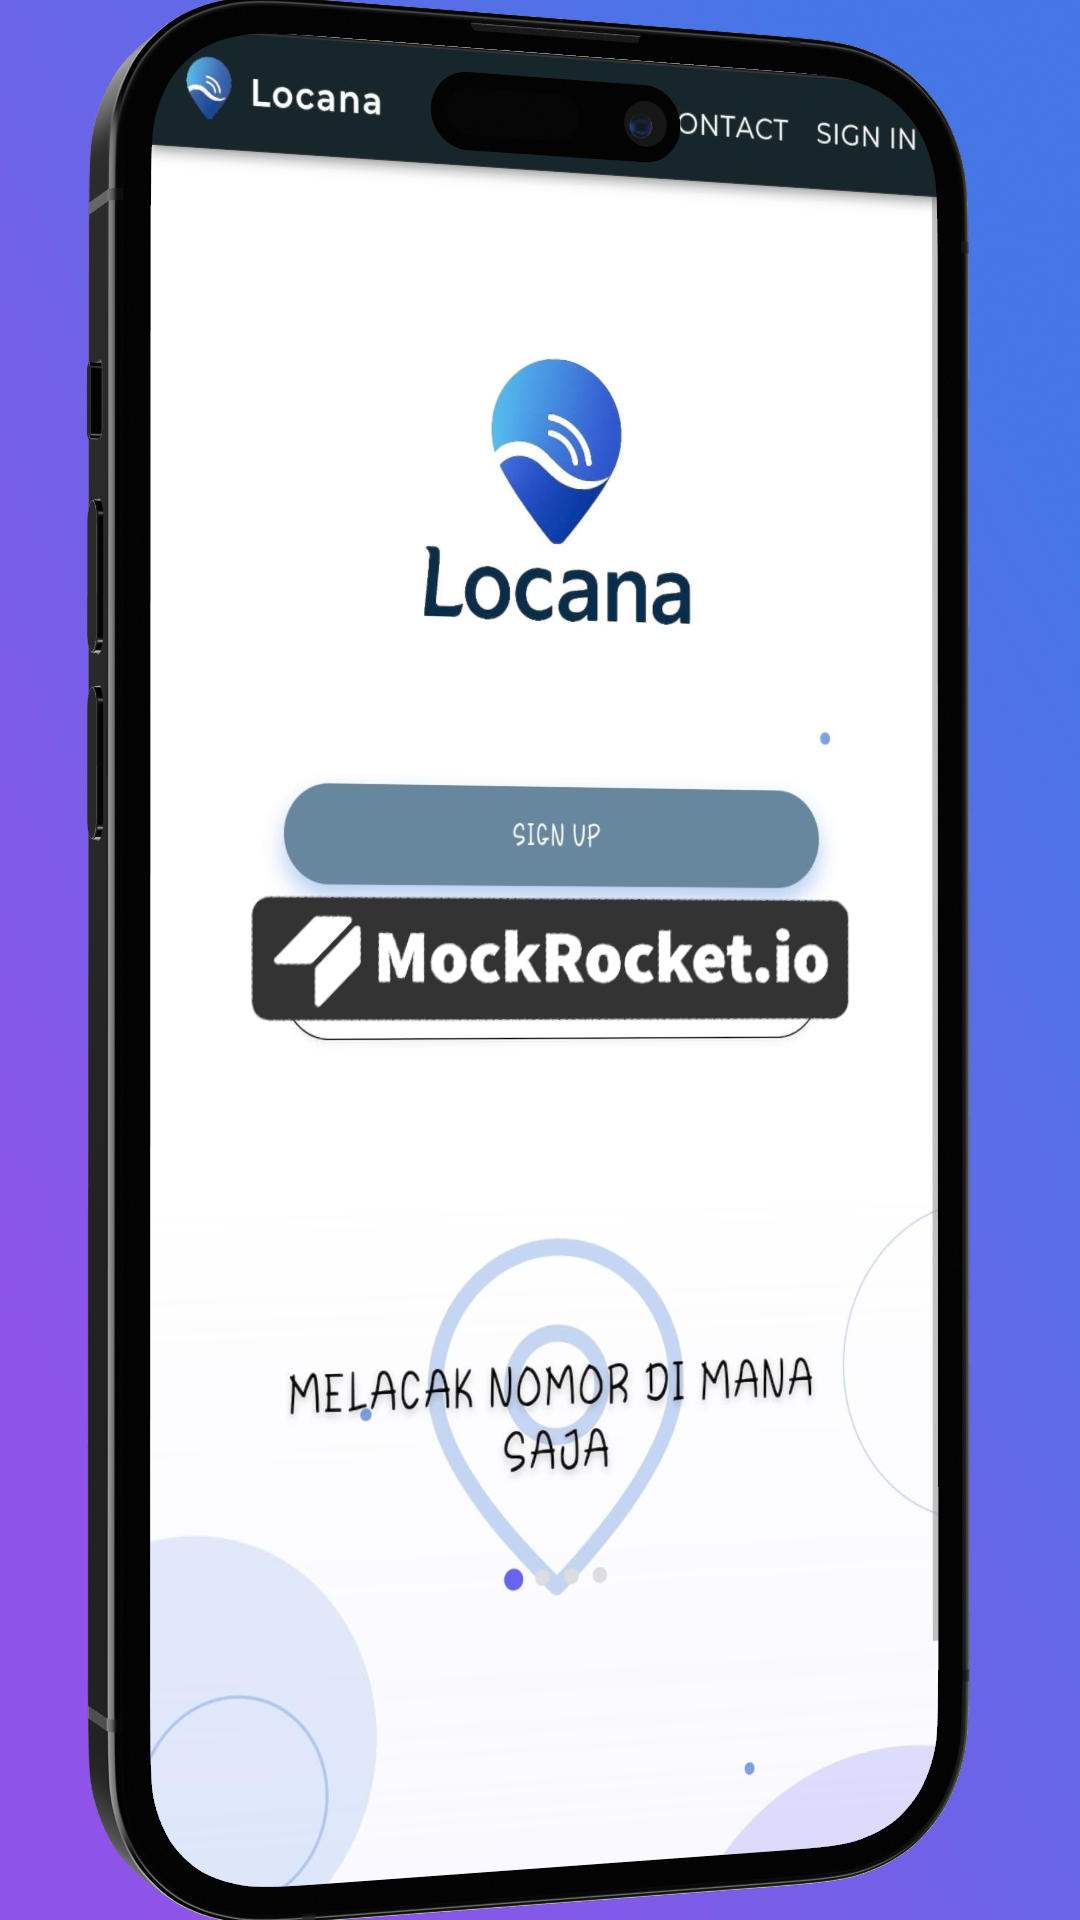 Locana
ONTACT SIGN IN
Locana
SIGN UP
MockRocket.io
MELACAK NOMOR DI MANA
SAJA